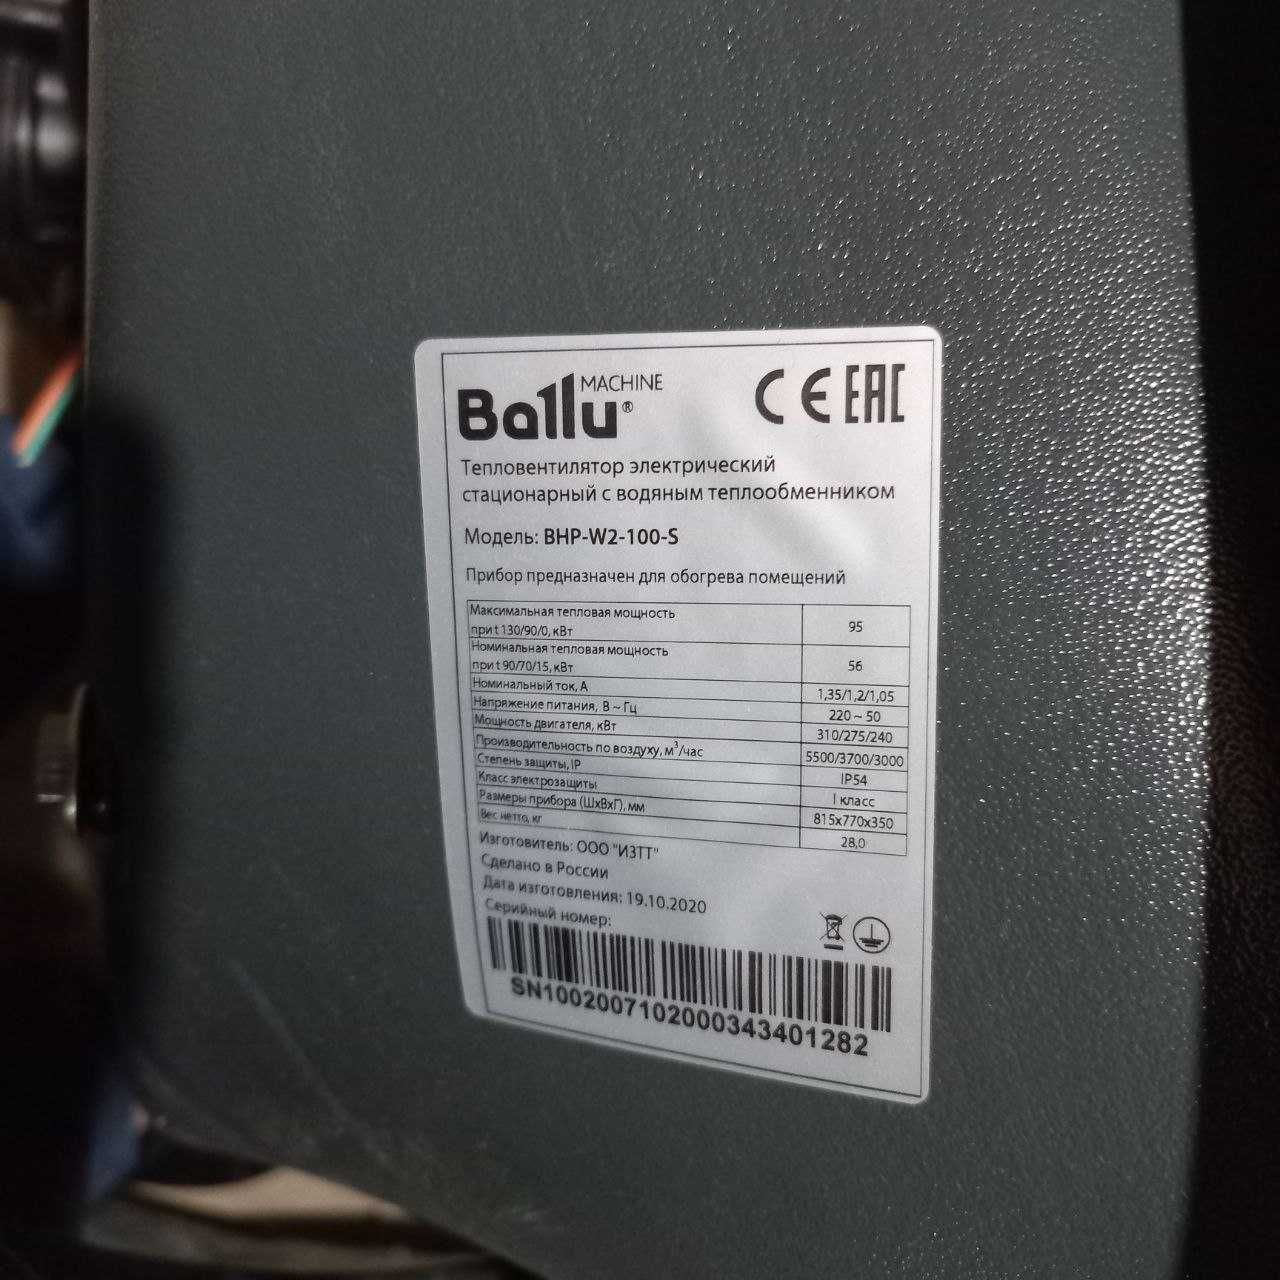 Ballu® MACHINE CE EAC
Тепловентилятор электрический
стационарный с водяным теплообменником
Модель: BHP-W2-100-S
Прибор предназначен для обогрева помещений
Максимальная тепловая мощность
при t 130/90/0, кВт 95
Номинальная тепловая мощность
при t 90/70/15, кВт 56
Номинальный ток, А 1,35/1,2/1,05
Напряжение питания, В ~ Гц 220 ~ 50
Мощность двигателя, кВт 310/275/240
Производительность по воздуху, м³/час 5500/3700/3000
Степень защиты, IP IP54
Класс электрозащиты I класс
Размеры прибора (ШхВхГ), мм 815x770x350
Вес нетто, кг 28,0
Изготовитель: ООО "ИЗТТ"
Сделано в России
Дата изготовления: 19.10.2020
Серийный номер:
SN1002007102000343401282